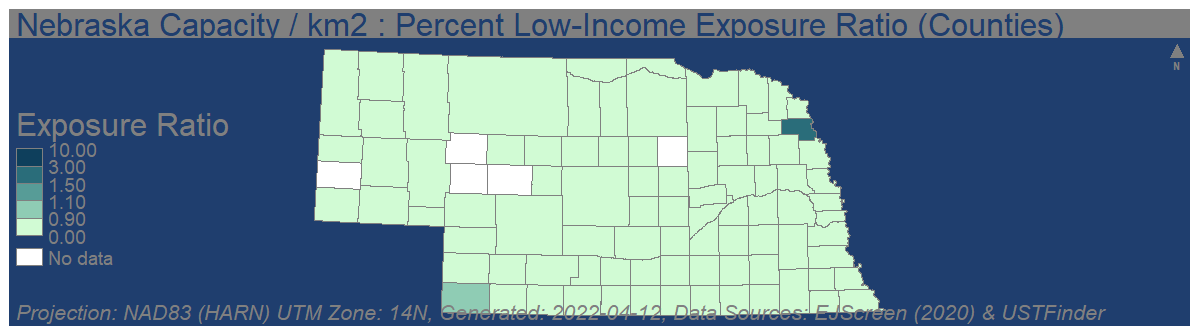 Nebraska Capacity / km2 : Percent Low-Income Exposure Ratio (Counties)
N
Exposure Ratio
10.00
3.00
1.50
1.10
0.90
0.00
No data
Projection: NAD83 (HARN) UTM Zone: 14N, Generated: 2022-04-12, Data Sources: EJScreen (2020) & USTFinder